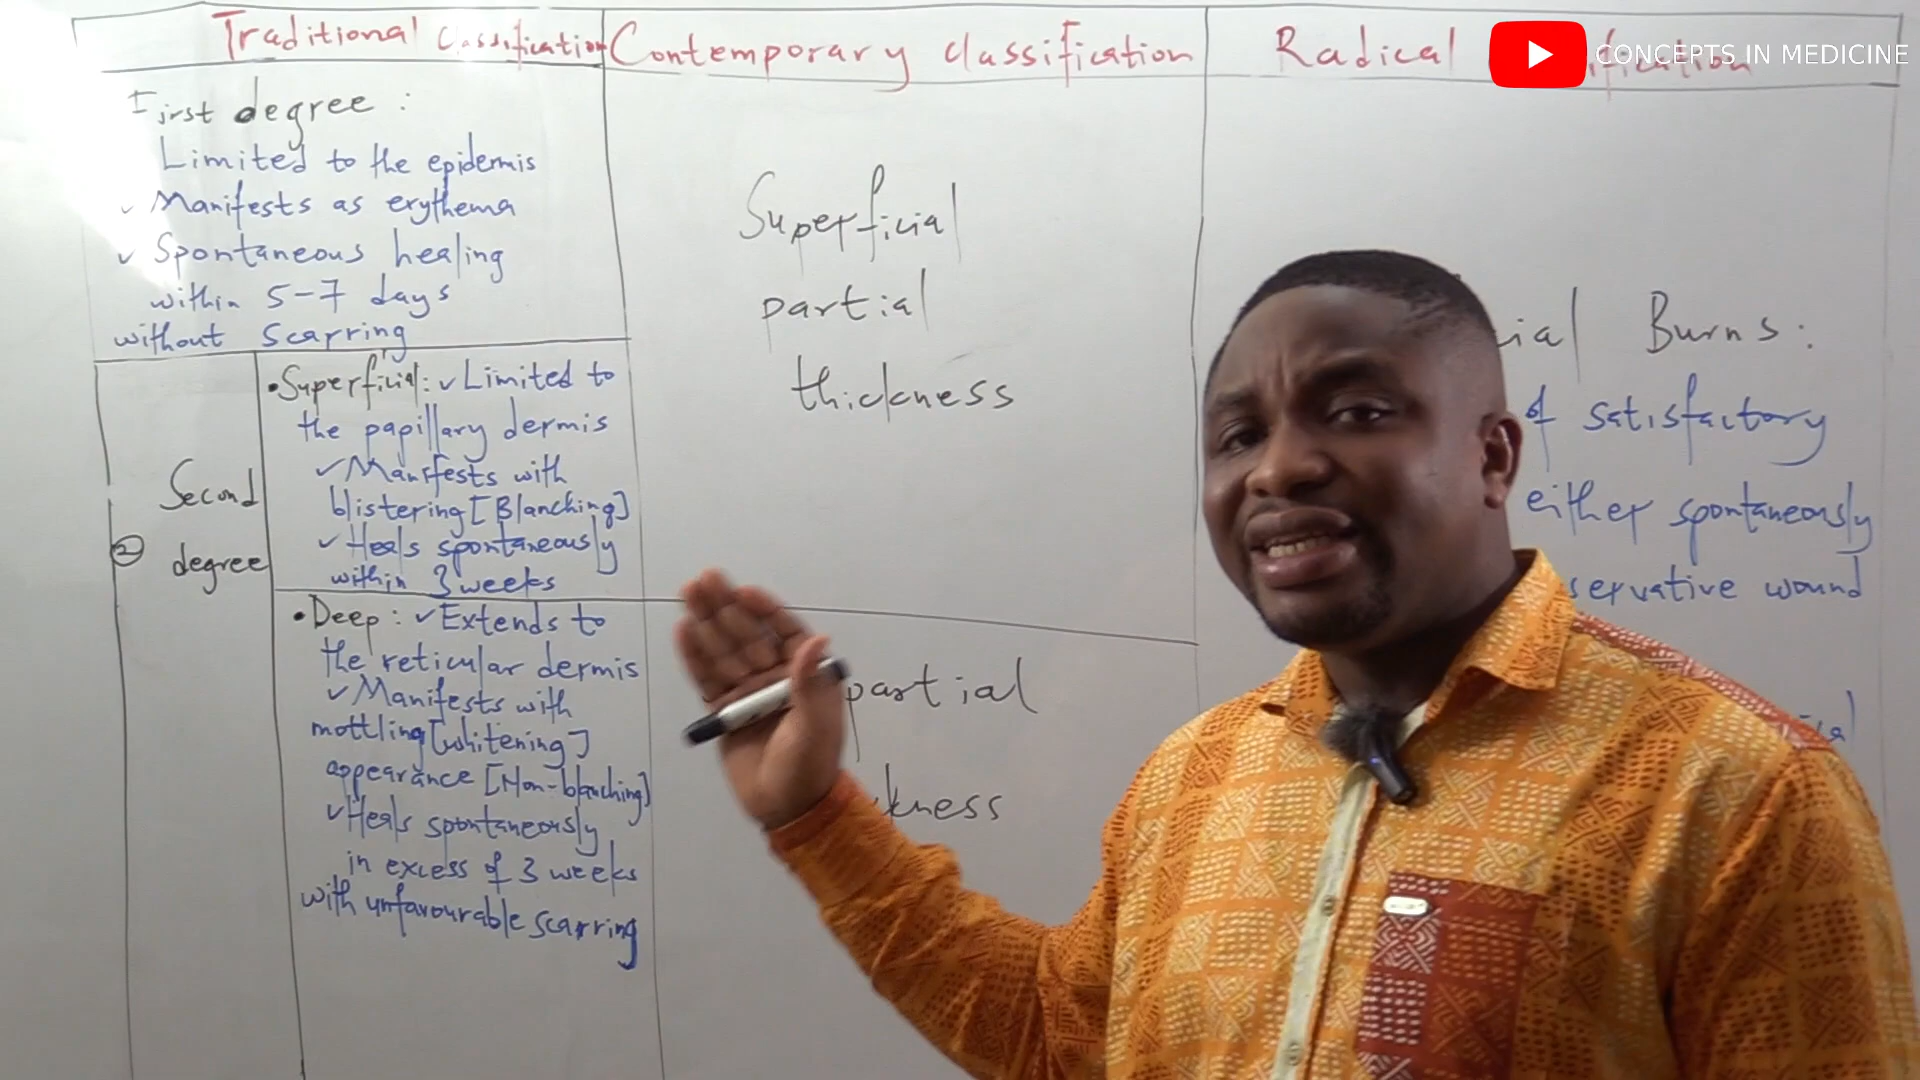 Traditional Classification
First degree :
Limited to the epidermis
✓ Manifests as erythema
✓ Spontaneous healing
within 5-7 days
without scarring
② Second
degree
• Superficial: ✓ Limited to
the papillary dermis
✓ Manifests with
blistering [Blanching]
✓ Heals spontaneously
within 3 weeks
• Deep: ✓ Extends to
the reticular dermis
✓ Manifests with
mottling [whitening]
appearance [Non-blanching]
✓ Heals spontaneously
in excess of 3 weeks
with unfavourable scarring
Contemporary classification
Superficial
partial
thickness
partial
kness
Radical
ification
CONCEPTS IN MEDICINE
ial Burns:
of satisfactory
either spontaneously
servative wound